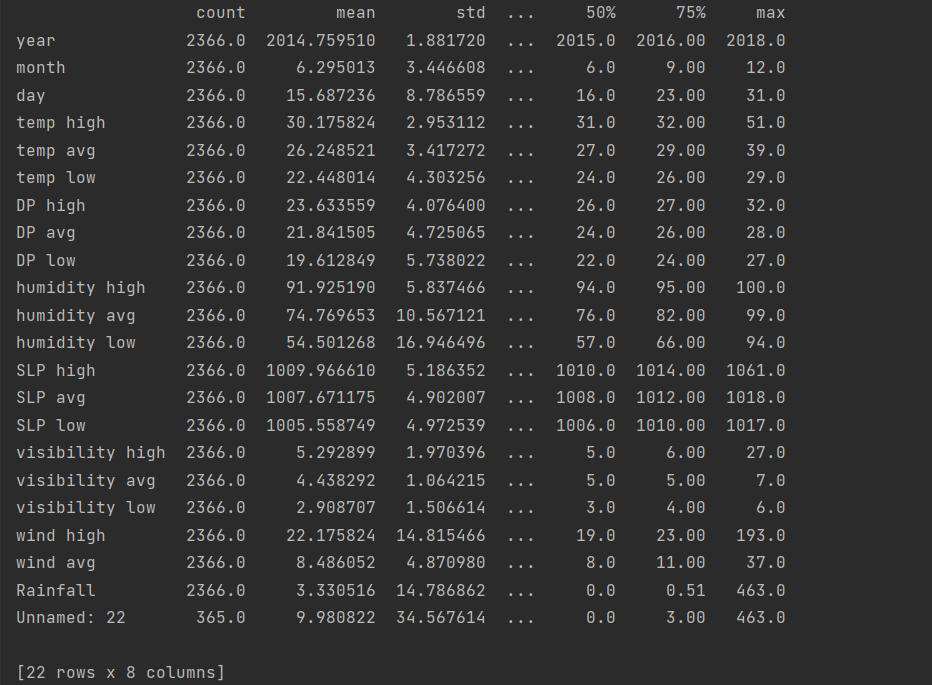 count mean std ... 50% 75% max
year 2366.0 2014.759510 1.881720 ... 2015.0 2016.00 2018.0
month 2366.0 6.295013 3.446608 ... 6.0 9.00 12.0
day 2366.0 15.687236 8.786559 ... 16.0 23.00 31.0
temp high 2366.0 30.175824 2.953112 ... 31.0 32.00 51.0
temp avg 2366.0 26.248521 3.417272 ... 27.0 29.00 39.0
temp low 2366.0 22.448014 4.303256 ... 24.0 26.00 29.0
DP high 2366.0 23.633559 4.076400 ... 26.0 27.00 32.0
DP avg 2366.0 21.841505 4.725065 ... 24.0 26.00 28.0
DP low 2366.0 19.612849 5.738022 ... 22.0 24.00 27.0
humidity high 2366.0 91.925190 5.837466 ... 94.0 95.00 100.0
humidity avg 2366.0 74.769653 10.567121 ... 76.0 82.00 99.0
humidity low 2366.0 54.501268 16.946496 ... 57.0 66.00 94.0
SLP high 2366.0 1009.966610 5.186352 ... 1010.0 1014.00 1061.0
SLP avg 2366.0 1007.671175 4.902007 ... 1008.0 1012.00 1018.0
SLP low 2366.0 1005.558749 4.972539 ... 1006.0 1010.00 1017.0
visibility high 2366.0 5.292899 1.970396 ... 5.0 6.00 27.0
visibility avg 2366.0 4.438292 1.064215 ... 5.0 5.00 7.0
visibility low 2366.0 2.908707 1.506614 ... 3.0 4.00 6.0
wind high 2366.0 22.175824 14.815466 ... 19.0 23.00 193.0
wind avg 2366.0 8.486052 4.870980 ... 8.0 11.00 37.0
Rainfall 2366.0 3.330516 14.786862 ... 0.0 0.51 463.0
Unnamed: 22 365.0 9.980822 34.567614 ... 0.0 3.00 463.0
[22 rows x 8 columns]